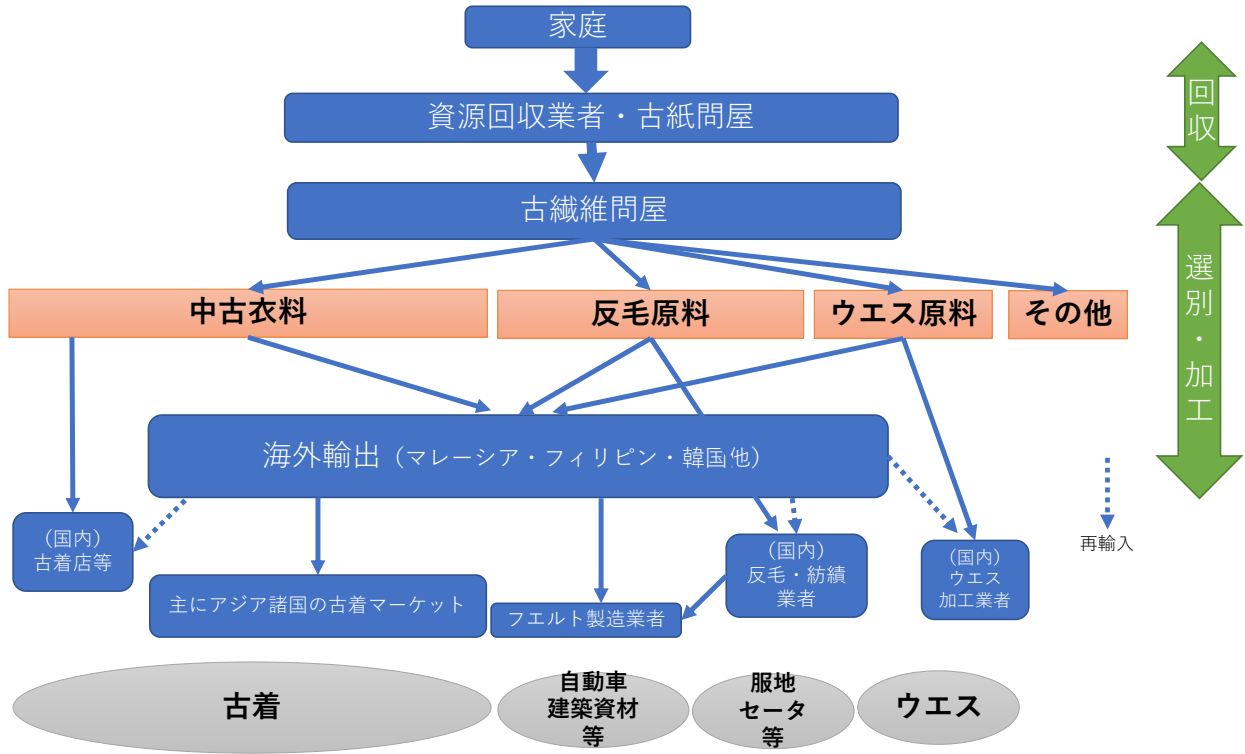 家庭
資源回収業者・古紙問屋
古繊維問屋
回
収
中古衣料
反毛原料
ウエス原料
その他
選
別
・
加
工
海外輸出（マレーシア・フィリピン・韓国他）
（国内）
古着店等
主にアジア諸国の古着マーケット
フエルト製造業者
（国内）
反毛・紡績
業者
（国内）
ウエス
加工業者
再輸入
古着
自動車
建築資材
等
服地
セータ
等
ウエス